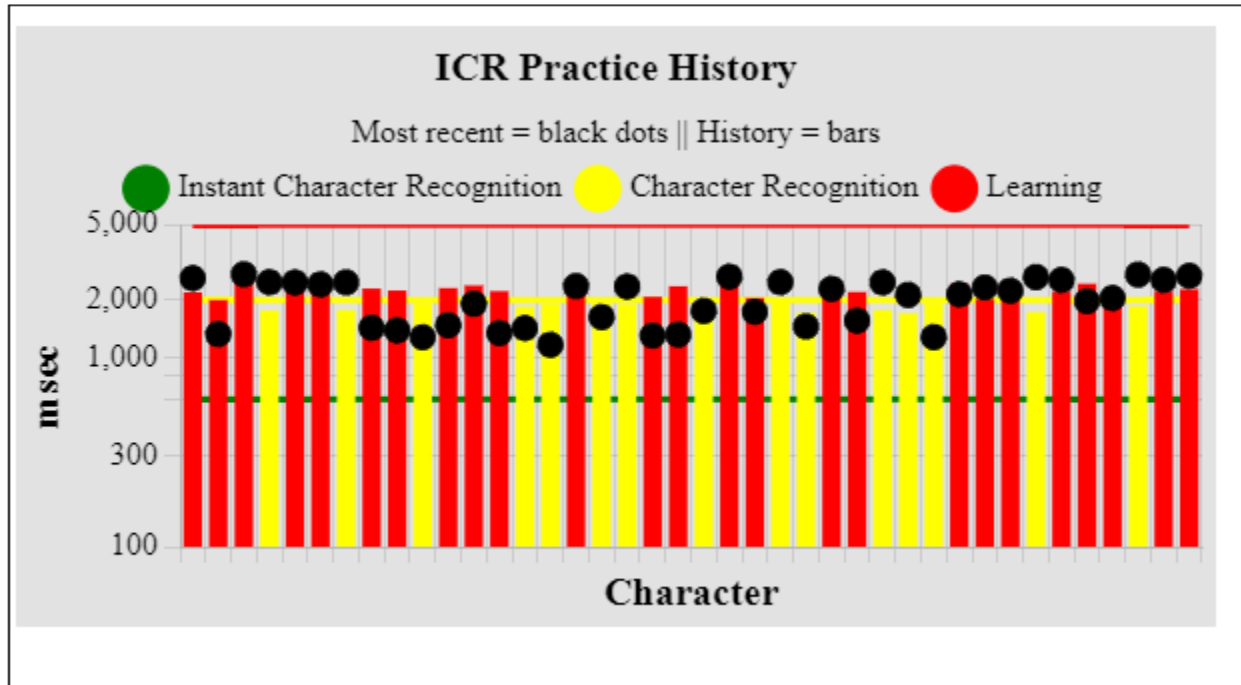 ICR Practice History
Most recent = black dots || History = bars
Instant Character Recognition Character Recognition Learning
5,000
2,000
1,000
300
100
msec
Character